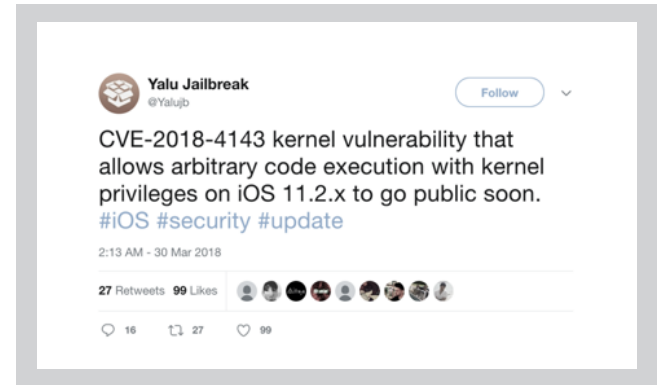 Yalu Jailbreak
@Yalujb
Follow
CVE-2018-4143 kernel vulnerability that
allows arbitrary code execution with kernel
privileges on iOS 11.2.x to go public soon.
#iOS #security #update
2:13 AM - 30 Mar 2018
27 Retweets 99 Likes
16 27 99